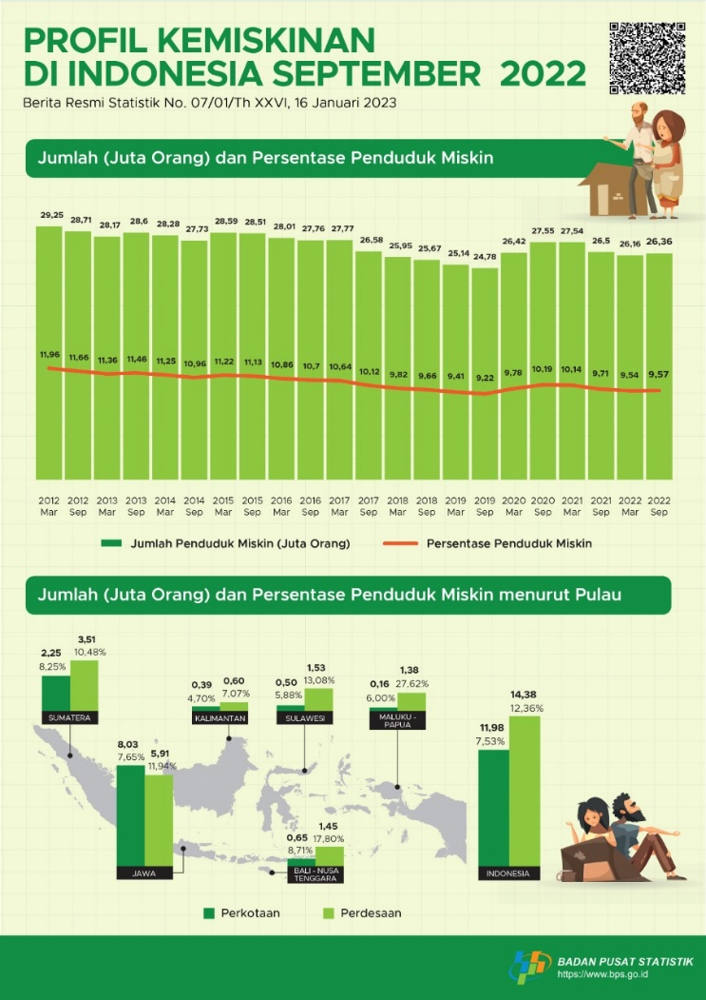 PROFIL KEMISKINAN
DI INDONESIA SEPTEMBER 2022
Berita Resmi Statistik No. 07/01/Th XXVI, 16 Januari 2023
Jumlah (Juta Orang) dan Persentase Penduduk Miskin
29,25 28,71 28,17 28,6 28,28 27,73 28,59 28,51 28,01 27,76 27,77 26,58 25,95 25,67 25,14 24,78 26,42 27,55 27,54 26,5 26,16 26,36
11,96 11,66 11,36 11,46 11,25 10,96 11,22 11,13 10,86 10,7 10,64 10,12 9,82 9,66 9,41 9,22 9,78 10,19 10,14 9,71 9,54 9,57
2012 2012 2013 2013 2014 2014 2015 2015 2016 2016 2017 2017 2018 2018 2019 2019 2020 2020 2021 2021 2022 2022
Mar Sep Mar Sep Mar Sep Mar Sep Mar Sep Mar Sep Mar Sep Mar Sep Mar Sep Mar Sep Mar Sep
Jumlah Penduduk Miskin (Juta Orang) Persentase Penduduk Miskin
Jumlah (Juta Orang) dan Persentase Penduduk Miskin menurut Pulau
2,25 3,51
8,25% 10,48%
SUMATERA
0,39 0,60
4,70% 7,07%
KALIMANTAN
0,50 1,53
5,88% 13,08%
SULAWESI
0,16 1,38
6,00% 27,62%
MALUKU -
PAPUA
11,98 14,38
7,53% 12,36%
INDONESIA
8,03 5,91
7,65% 11,94%
JAWA
0,65 1,45
8,71% 17,80%
BALI - NUSA
TENGGARA
Perkotaan Perdesaan
BADAN PUSAT STATISTIK
https://www.bps.go.id